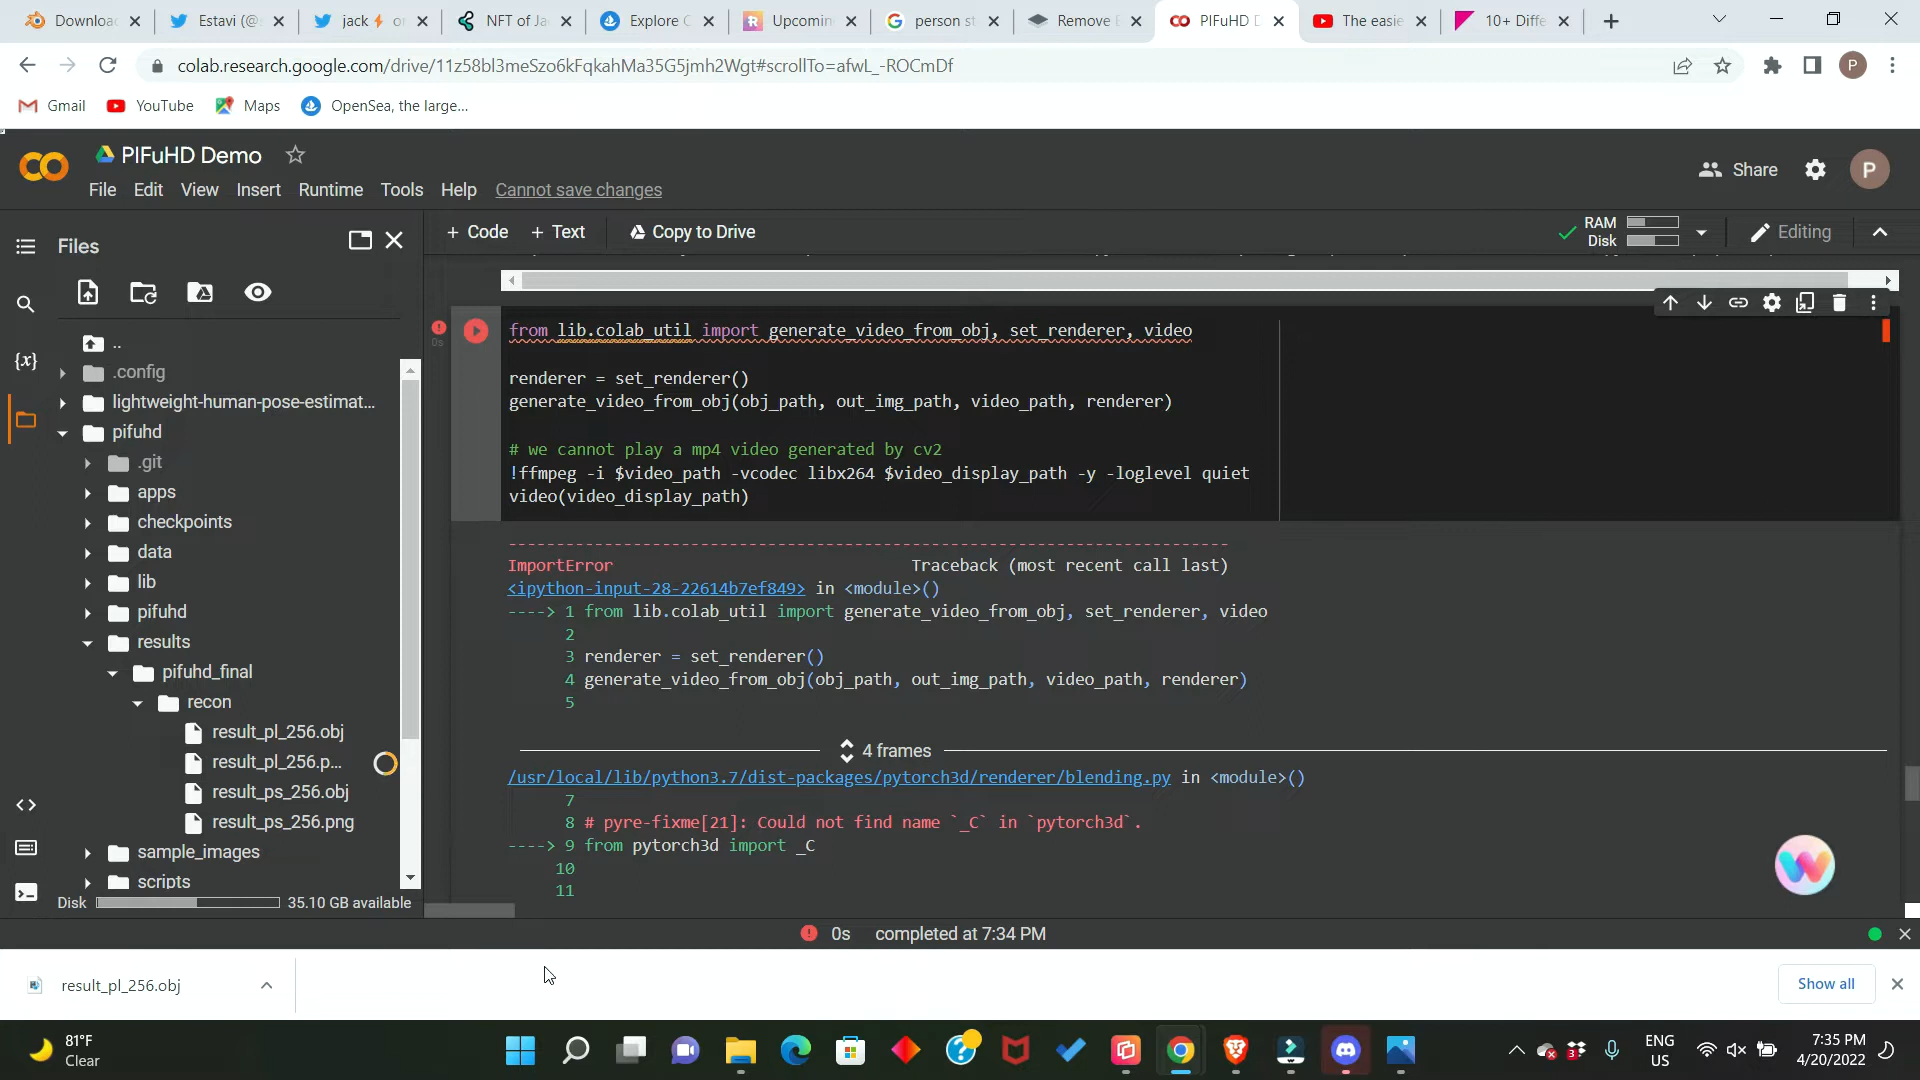 Downloac
Estavi (@
jack⚡ o
NFT of Ja
Explore C
Upcomin
person st
Remove B
PIFuHD D
The easie
10+ Diffe
colab.research.google.com/drive/11z58bl3meSzo6kFqkahMa35G5jmh2Wgt#scrollTo=afwL_-ROCmDf
P
Gmail YouTube Maps OpenSea, the large...
PIFuHD Demo
File Edit View Insert Runtime Tools Help Cannot save changes
Share P
Files
+ Code + Text Copy to Drive
RAM
Disk
Editing
..
.config
lightweight-human-pose-estimat...
pifuhd
.git
apps
checkpoints
data
lib
pifuhd
results
pifuhd_final
recon
result_pl_256.obj
result_pl_256.p...
result_ps_256.obj
result_ps_256.png
sample_images
scripts
Disk 35.10 GB available
{x}
0s
from lib.colab_util import generate_video_from_obj, set_renderer, video
renderer = set_renderer()
generate_video_from_obj(obj_path, out_img_path, video_path, renderer)
# we cannot play a mp4 video generated by cv2
!ffmpeg -i $video_path -vcodec libx264 $video_display_path -y -loglevel quiet
video(video_display_path)
---------------------------------------------------------------------------
ImportError Traceback (most recent call last)
<ipython-input-28-22614b7ef849> in <module>()
----> 1 from lib.colab_util import generate_video_from_obj, set_renderer, video
2
3 renderer = set_renderer()
4 generate_video_from_obj(obj_path, out_img_path, video_path, renderer)
5
4 frames
/usr/local/lib/python3.7/dist-packages/pytorch3d/renderer/blending.py in <module>()
7
8 # pyre-fixme[21]: Could not find name `_C` in `pytorch3d`.
----> 9 from pytorch3d import _C
10
11
0s completed at 7:34 PM
result_pl_256.obj
Show all
81°F
Clear
3
ENG
US
7:35 PM
4/20/2022